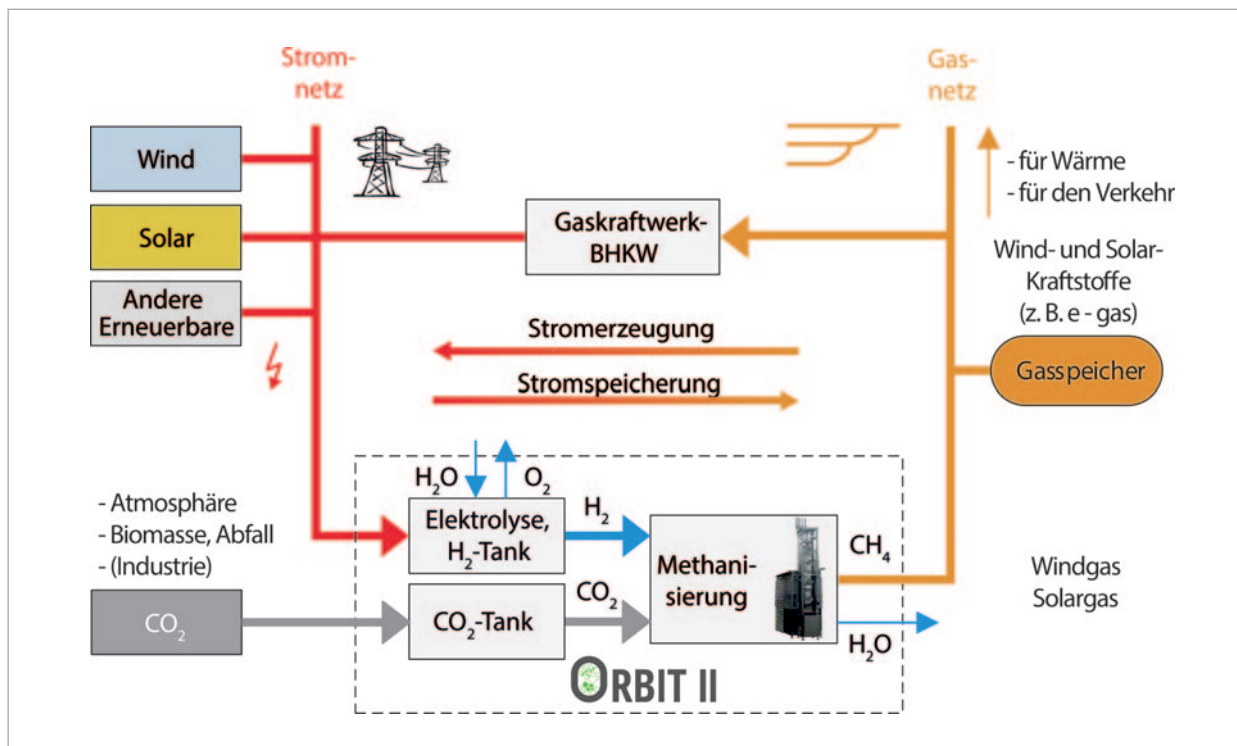 Strom-
netz
Gas-
netz
Wind
Solar
Andere
Erneuerbare
Gaskraftwerk-
BHKW
- für Wärme
- für den Verkehr
Wind- und Solar-
Kraftstoffe
(z. B. e - gas)
Gasspeicher
Stromerzeugung
Stromspeicherung
H₂O
O₂
- Atmosphäre
- Biomasse, Abfall
- (Industrie)
CO₂
Elektrolyse,
H₂-Tank
H₂
CO₂-Tank
CO₂
Methani-
sierung
CH₄
H₂O
Windgas
Solargas
ORBIT II